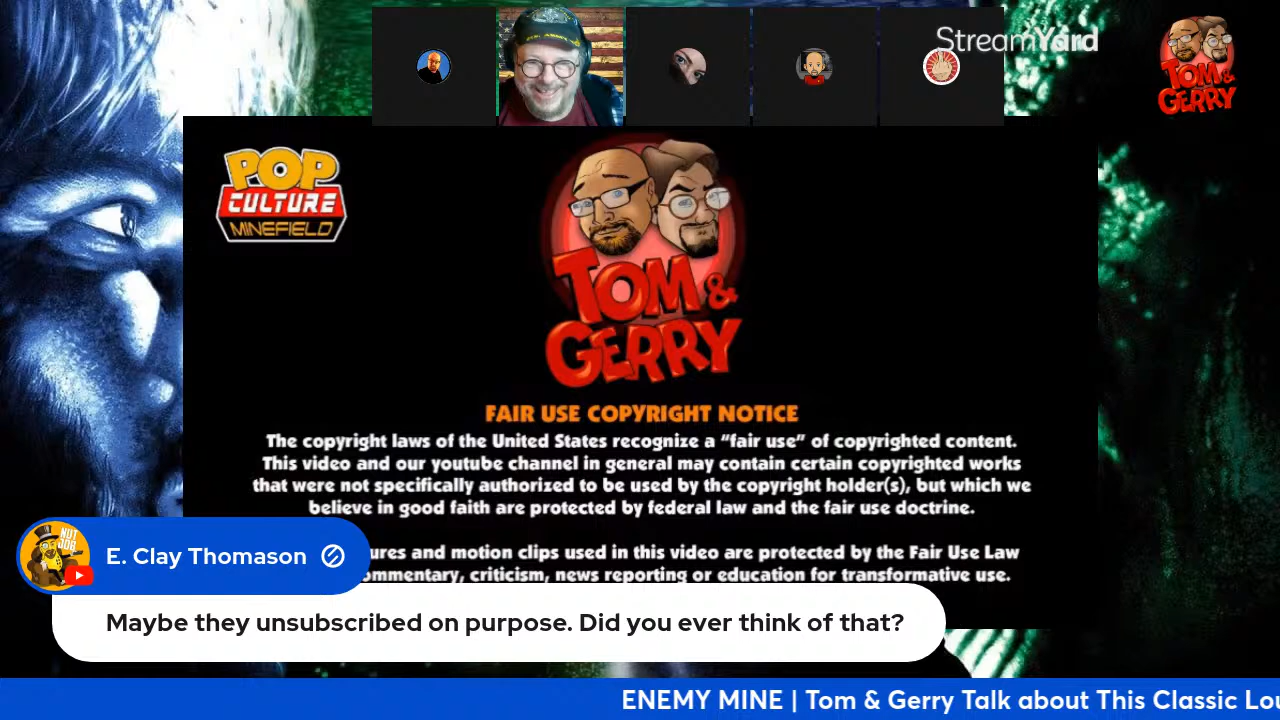 StreamYard
TOM &
GERRY
POP
CULTURE
MINEFIELD
TOM &
GERRY
FAIR USE COPYRIGHT NOTICE
The copyright laws of the United States recognize a “fair use” of copyrighted content.
This video and our youtube channel in general may contain certain copyrighted works
that were not specifically authorized to be used by the copyright holder(s), but which we
believe in good faith are protected by federal law and the fair use doctrine.
ures and motion clips used in this video are protected by the Fair Use Law
ommentary, criticism, news reporting or education for transformative use.
NUT
JOB
E. Clay Thomason
Maybe they unsubscribed on purpose. Did you ever think of that?
ENEMY MINE | Tom & Gerry Talk about This Classic Lou